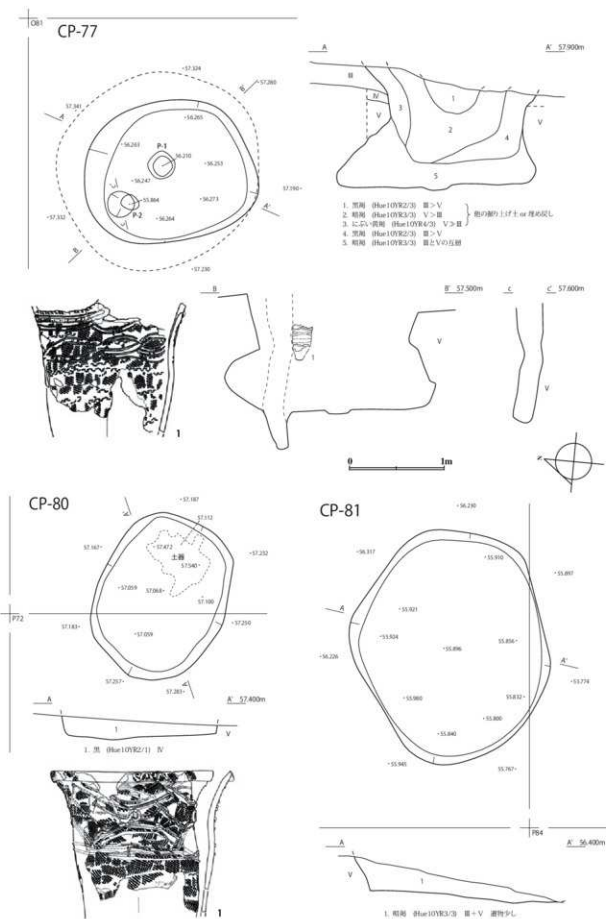 O81
CP-77
57.324
57.260
57.341
B'
A
56.265
P-1
56.263
56.230
56.253
56.247
55.864
P-2
56.273
56.264
57.190
A'
57.332
B
57.230
A
A' 57.900m
Ⅲ
Ⅳ
Ⅴ
1
2
3
4
5
Ⅴ
1. 黒褐 (Hue10YR2/3) Ⅲ>Ⅴ
2. 暗褐 (Hue10YR3/3) Ⅴ>Ⅲ
3. にぶい黄褐 (Hue10YR4/3) Ⅴ≫Ⅲ
他の掘り上げ土 or 埋め戻し
4. 黒褐 (Hue10YR2/3) Ⅲ>Ⅴ
5. 暗褐 (Hue10YR3/3) ⅢとⅤの互層
B
B' 57.500m
c
c' 57.600m
1
Ⅴ
Ⅴ
1
0 1m
N
CP-80
57.187
57.112
57.167
57.472
土器
57.540
57.232
57.059
57.068
57.100
P72
57.183
57.059
57.250
57.257
57.283
A
A' 57.400m
1
Ⅴ
1. 黒 (Hue10YR2/1) Ⅳ
1
CP-81
56.230
56.317
55.910
55.897
A
55.921
55.924
55.896
55.856
56.226
A'
55.774
55.980
55.832
55.800
55.840
55.945
55.767
P84
A
A' 56.400m
Ⅴ
1
1. 暗褐 (Hue10YR3/3) Ⅲ+Ⅴ 遺物少し